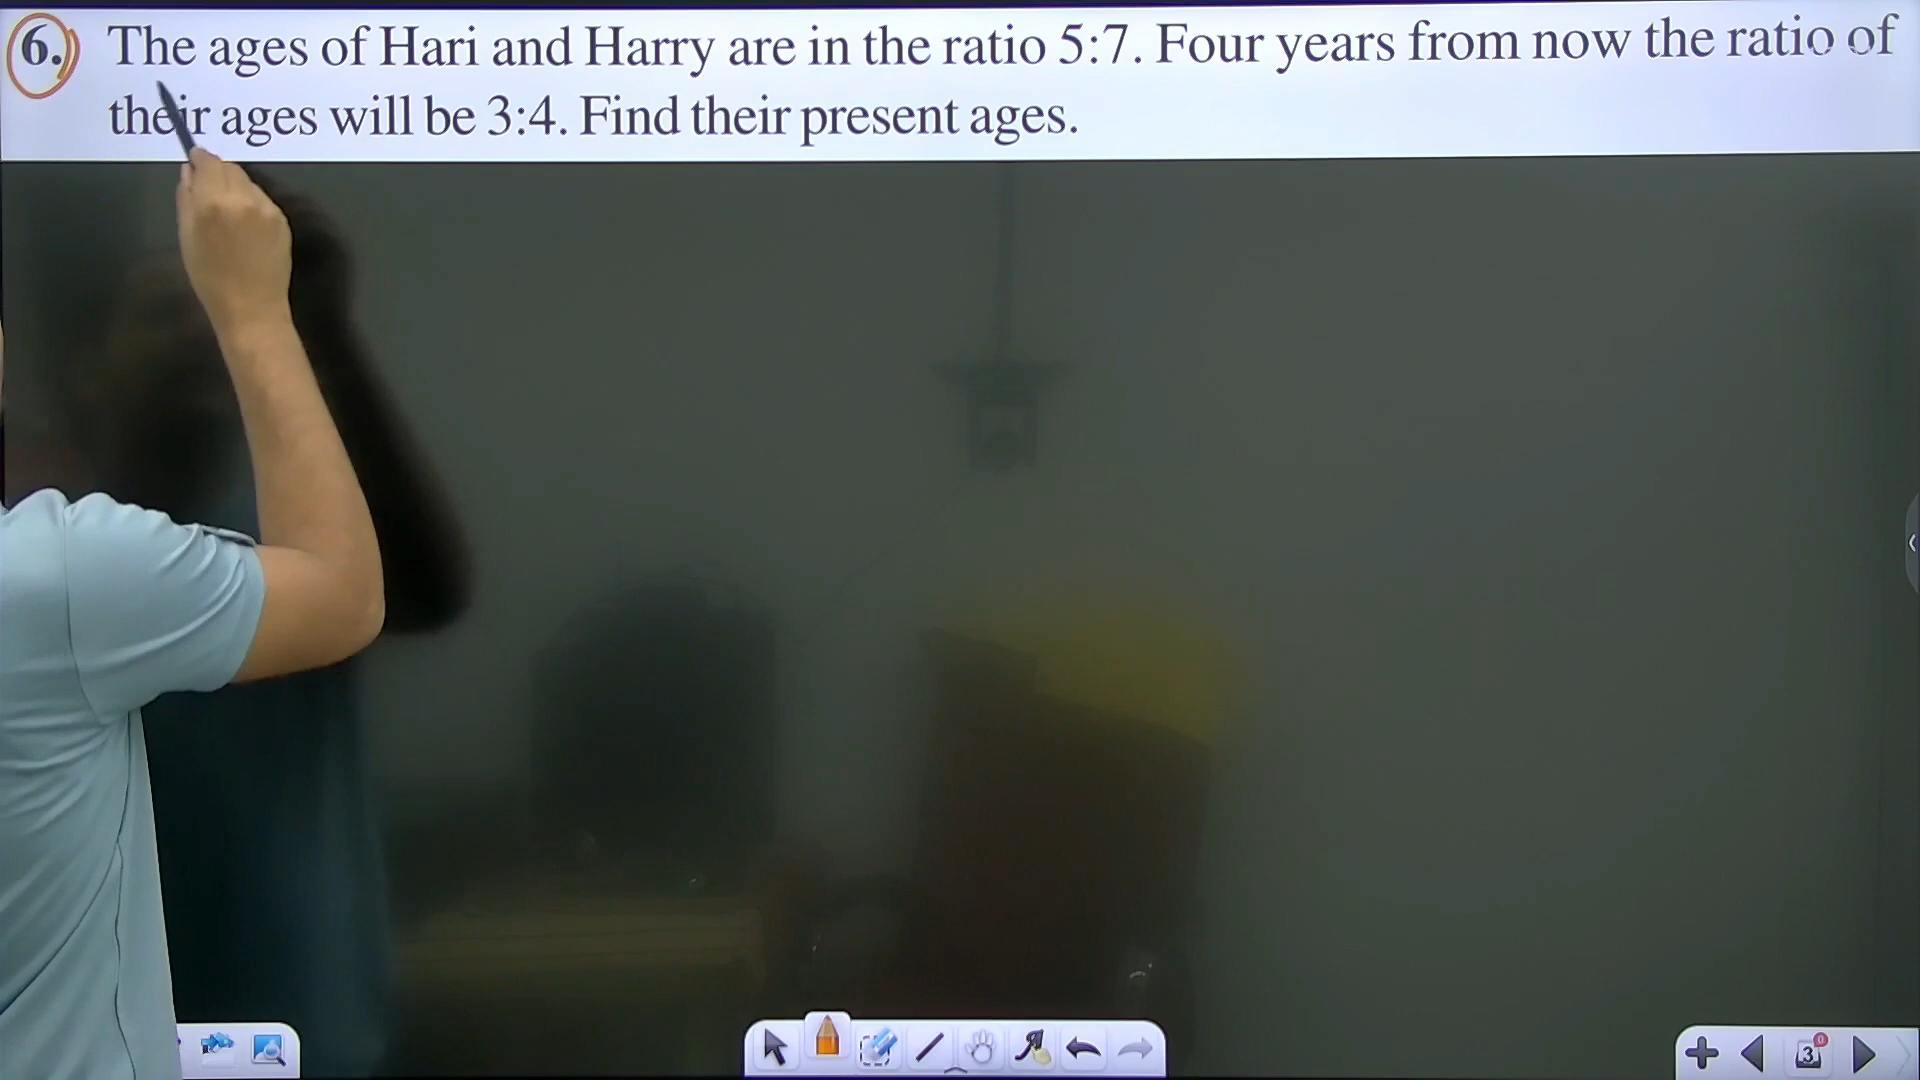 6. The ages of Hari and Harry are in the ratio 5:7. Four years from now the ratio of
their ages will be 3:4. Find their present ages.
3